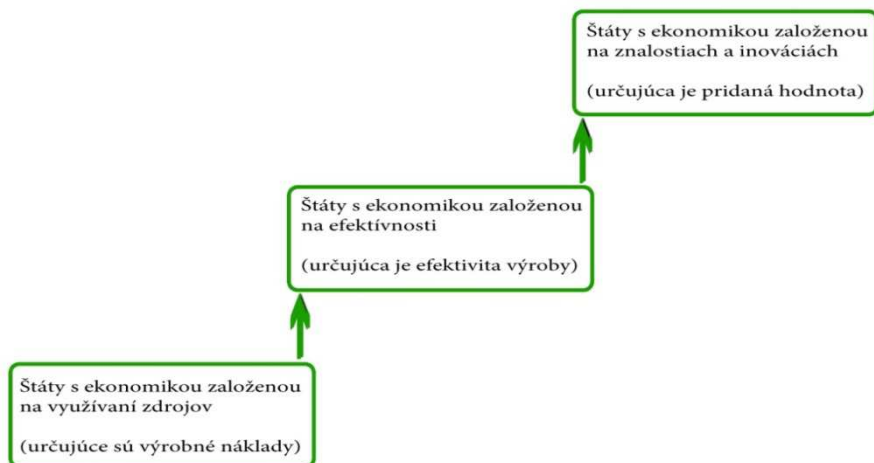 Štáty s ekonomikou založenou
na znalostiach a inováciách
(určujúca je pridaná hodnota)
Štáty s ekonomikou založenou
na efektívnosti
(určujúca je efektivita výroby)
Štáty s ekonomikou založenou
na využívaní zdrojov
(určujúce sú výrobné náklady)